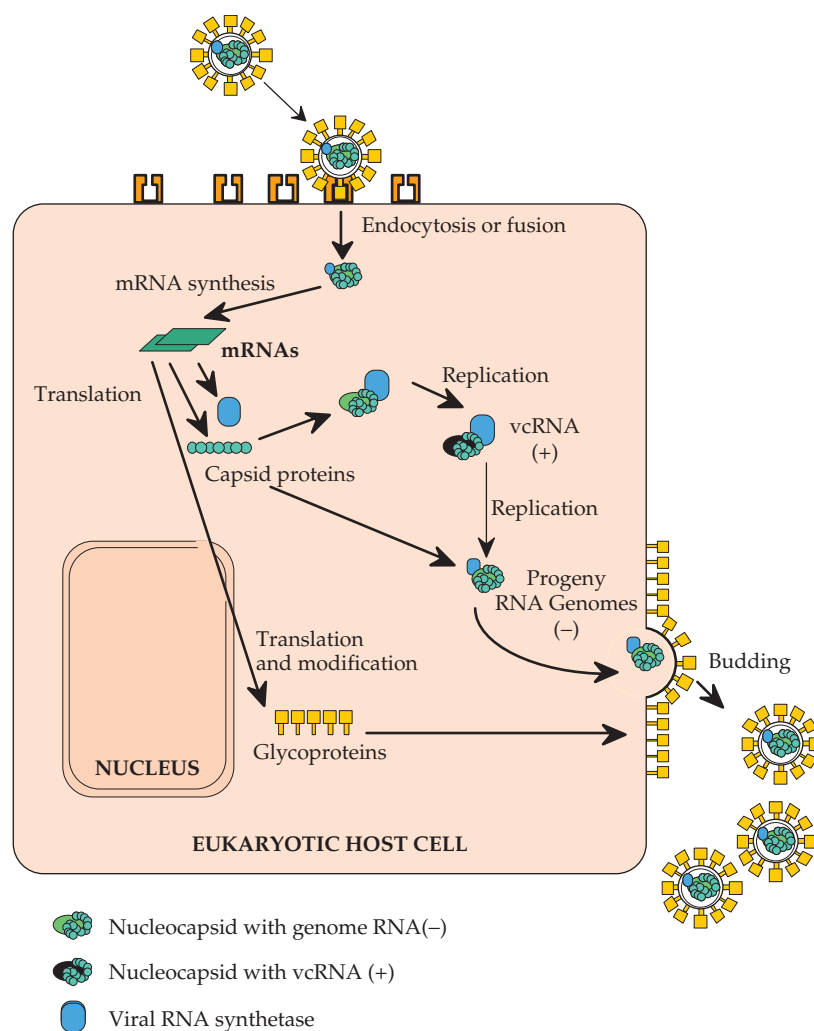 Endocytosis or fusion
mRNA synthesis
mRNAs
Translation
Replication
vcRNA
(+)
Capsid proteins
Replication
Progeny
RNA Genomes
(–)
Translation
and modification
Budding
Glycoproteins
NUCLEUS
EUKARYOTIC HOST CELL
Nucleocapsid with genome RNA(–)
Nucleocapsid with vcRNA (+)
Viral RNA synthetase